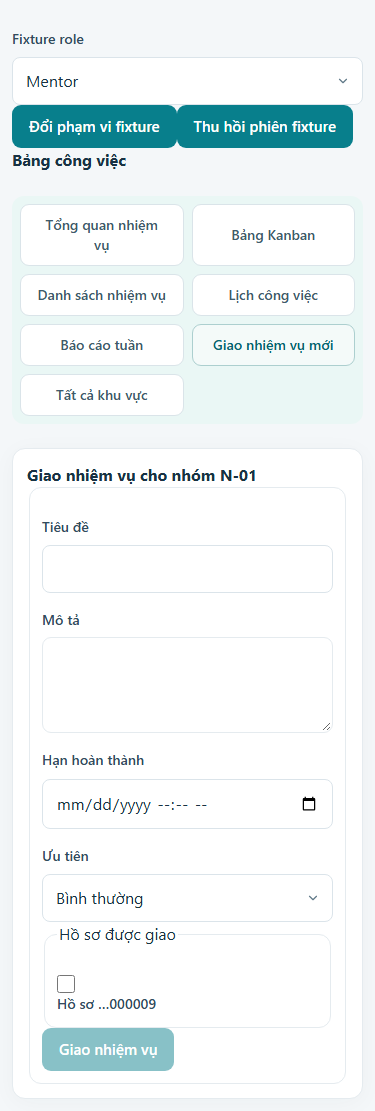 Fixture role
Mentor
Đổi phạm vi fixture
Thu hồi phiên fixture
Bảng công việc
Tổng quan nhiệm
vụ
Bảng Kanban
Danh sách nhiệm vụ
Lịch công việc
Báo cáo tuần
Giao nhiệm vụ mới
Tất cả khu vực
Giao nhiệm vụ cho nhóm N-01
Tiêu đề
Mô tả
Hạn hoàn thành
mm/dd/yyyy --:-- --
Ưu tiên
Bình thường
Hồ sơ được giao
Hồ sơ ...000009
Giao nhiệm vụ